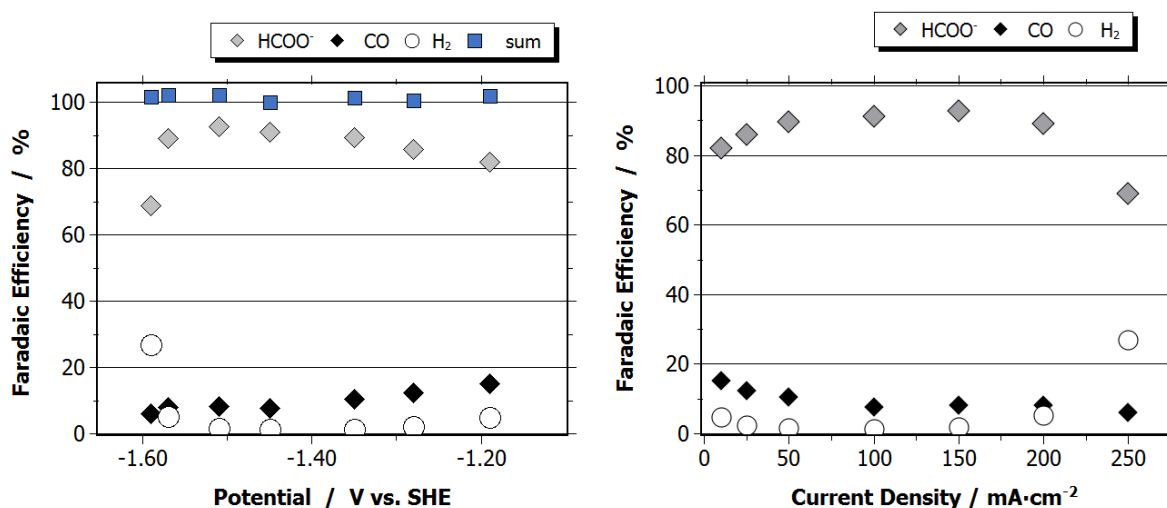 HCOO⁻ CO H₂ sum
Faradaic Efficiency / %
100
80
60
40
20
0
-1.60 -1.40 -1.20
Potential / V vs. SHE
HCOO⁻ CO H₂
Faradaic Efficiency / %
100
80
60
40
20
0
0 50 100 150 200 250
Current Density / mA·cm⁻²